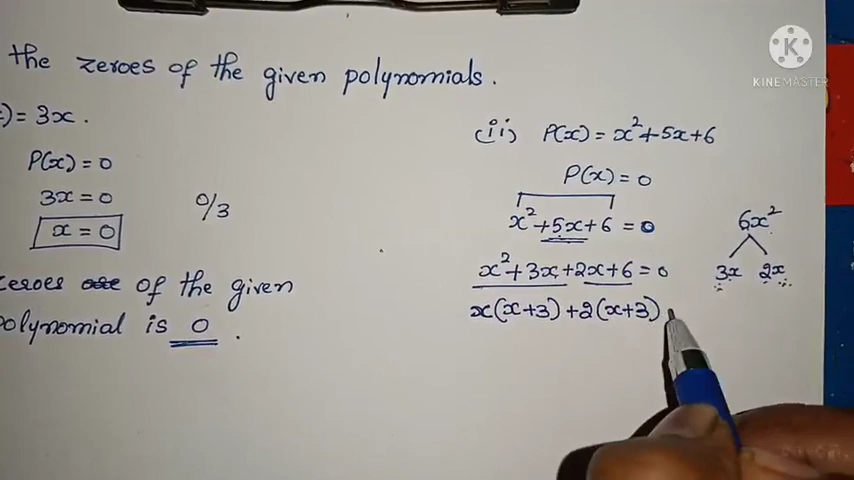 the zeroes of the given polynomials.
)= 3x.
P(x) = 0
3x = 0
0/3
x = 0
zeroes of the given
polynomial is 0.
(ii) P(x) = x²+5x+6
P(x) = 0
x²+5x+6 = 0
x²+3x+2x+6 = 0
x(x+3)+2(x+3)
6x²
3x 2x
KINEMASTER